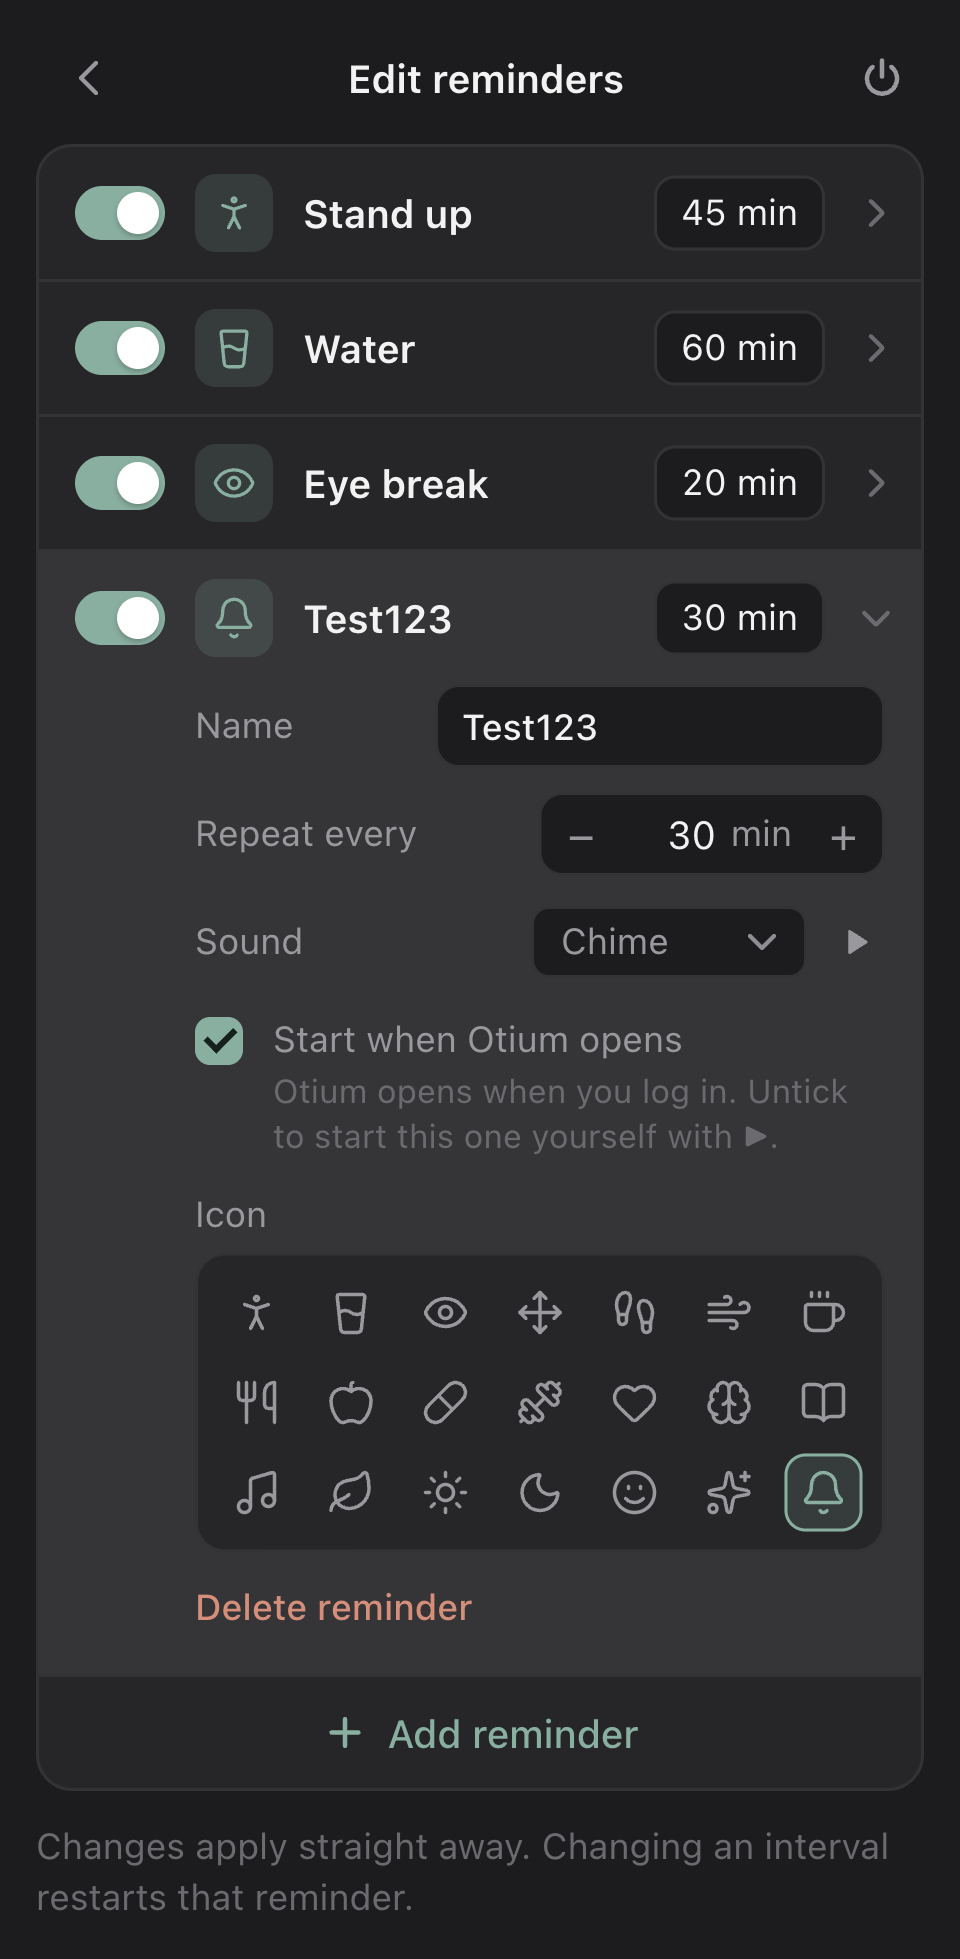 Edit reminders
Stand up 45 min
Water 60 min
Eye break 20 min
Test123 30 min
Name Test123
Repeat every − 30 min +
Sound Chime
Start when Otium opens
Otium opens when you log in. Untick
to start this one yourself with ▶.
Icon
Delete reminder
+ Add reminder
Changes apply straight away. Changing an interval
restarts that reminder.